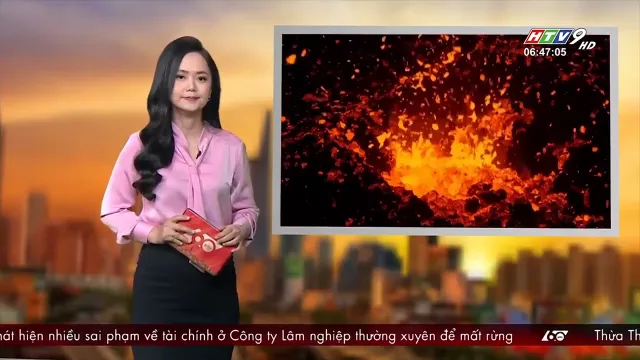 HTV9 HD
06:47:05
hát hiện nhiều sai phạm về tài chính ở Công ty Lâm nghiệp thường xuyên để mất rừng
Thừa Th